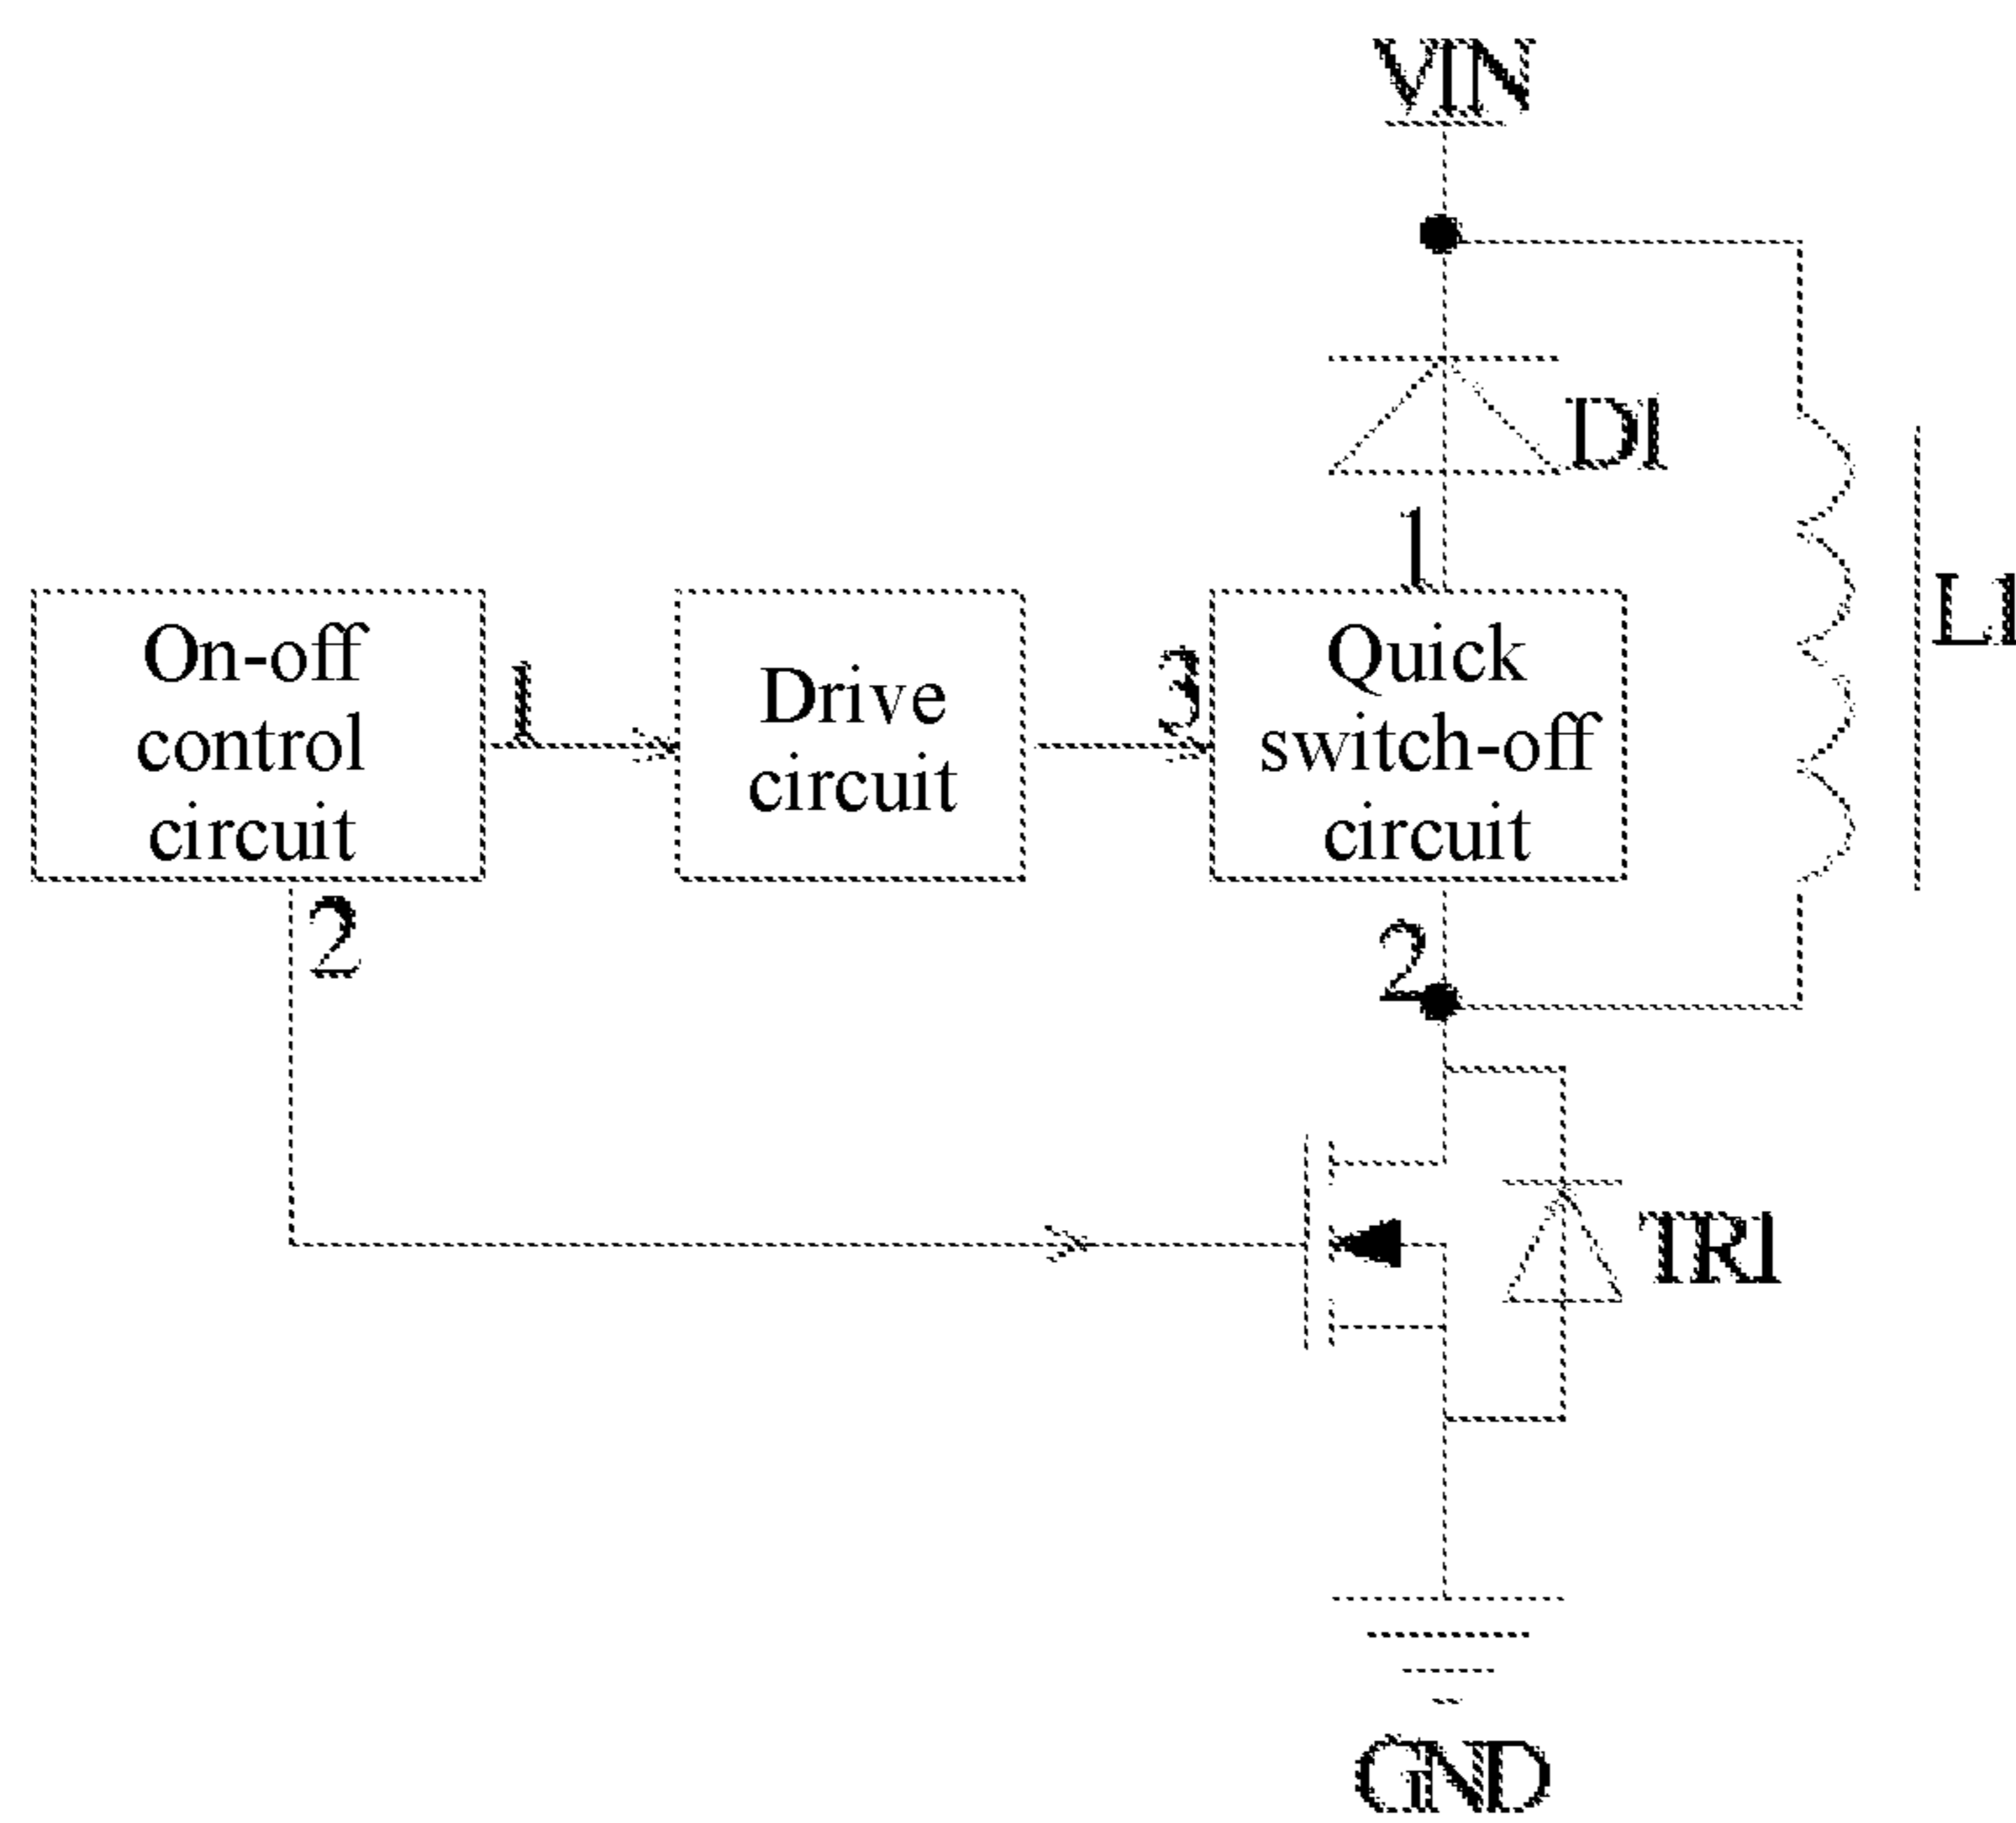 VIN
D1
1
On-off
control
circuit
1
Drive
circuit
3
Quick
switch-off
circuit
L1
2
2
TR1
GND